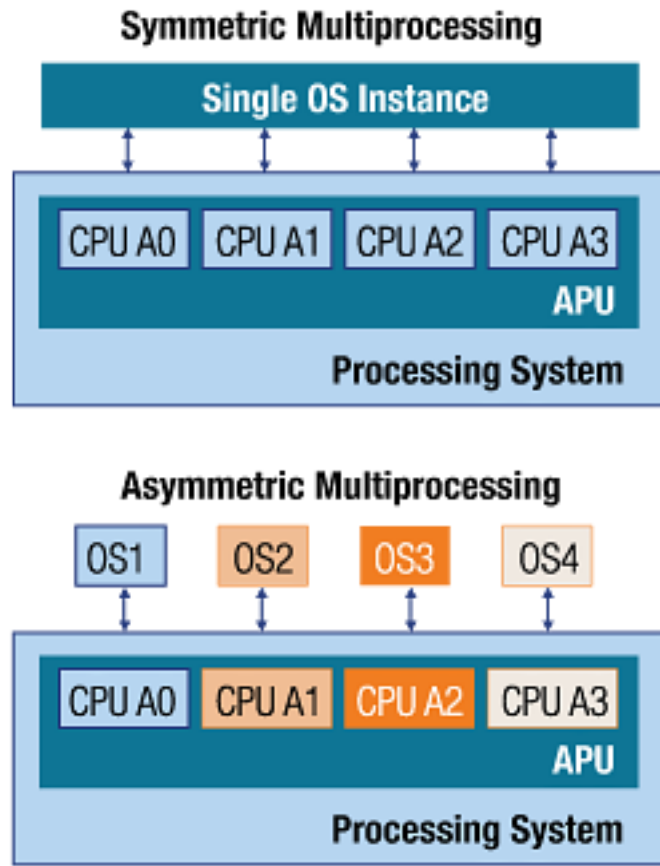 Symmetric Multiprocessing
Single OS Instance
CPU A0 CPU A1 CPU A2 CPU A3
APU
Processing System
Asymmetric Multiprocessing
OS1 OS2 OS3 OS4
CPU A0 CPU A1 CPU A2 CPU A3
APU
Processing System